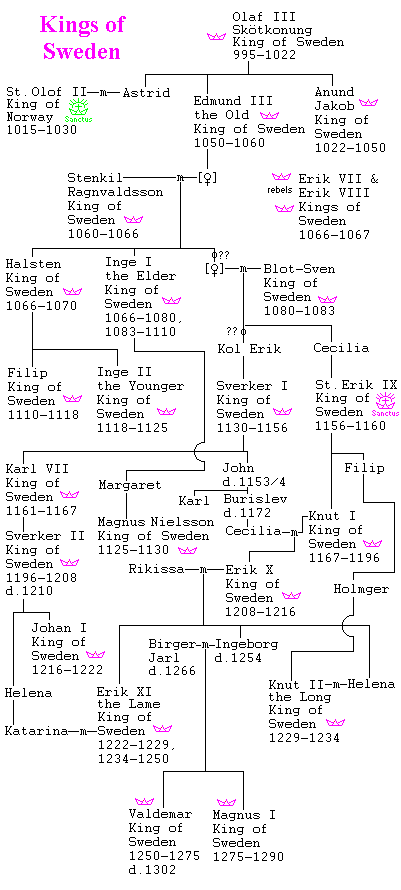 Kings of
Sweden
Olaf III
Skötkonung
King of Sweden
995-1022
St. Olof II-m-Astrid
King of
Norway
1015-1030
Sanctus
Edmund III
the Old
King of Sweden
1050-1060
Anund
Jakob
King of
Sweden
1022-1050
Stenkil
Ragnvaldsson
King of
Sweden
1060-1066
m
[♀]
rebels
Erik VII &
Erik VIII
Kings of
Sweden
1066-1067
Halsten
King of
Sweden
1066-1070
Inge I
the Elder
King of
Sweden
1066-1080,
1083-1110
??
[♀]-m-Blot-Sven
King of
Sweden
1080-1083
??
Kol Erik
Cecilia
Filip
King of
Sweden
1110-1118
Inge II
the Younger
King of
Sweden
1118-1125
Sverker I
King of
Sweden
1130-1156
St. Erik IX
King of
Sweden
1156-1160
Sanctus
Karl VII
King of
Sweden
1161-1167
Margaret
John
d.1153/4
Karl
Burislev
d.1172
Filip
Magnus Nielsson
King of Sweden
1125-1130
Cecilia-m
Knut I
King of
Sweden
1167-1196
Sverker II
King of
Sweden
1196-1208
d.1210
Rikissa
m
Erik X
King of
Sweden
1208-1216
Holmger
Johan I
King of
Sweden
1216-1222
Birger-m-Ingeborg
Jarl
d.1266
d.1254
Helena
Katarina-m
Erik XI
the Lame
King of
Sweden
1222-1229,
1234-1250
Knut II-m-Helena
the Long
King of
Sweden
1229-1234
Valdemar
King of
Sweden
1250-1275
d.1302
Magnus I
King of
Sweden
1275-1290